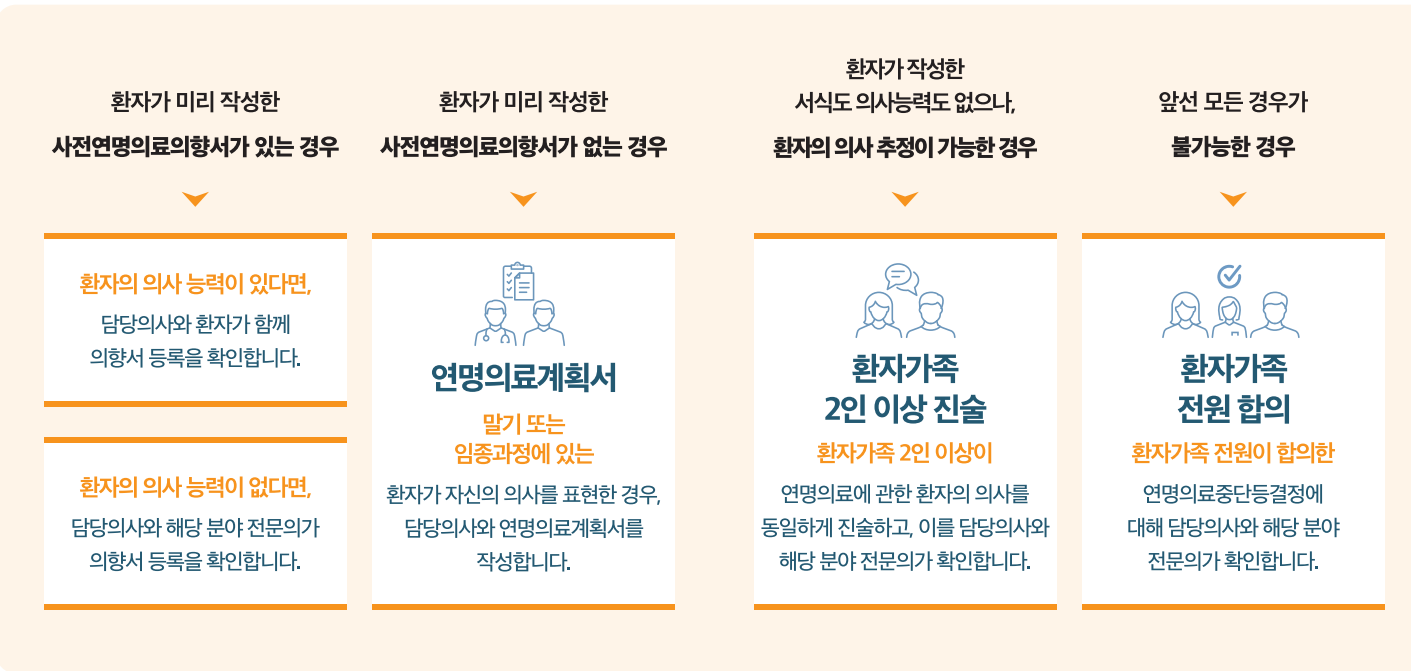 환자가 미리 작성한
사전연명의료의향서가 있는 경우
환자의 의사 능력이 있다면,
담당의사와 환자가 함께
의향서 등록을 확인합니다.
환자의 의사 능력이 없다면,
담당의사와 해당 분야 전문의가
의향서 등록을 확인합니다.
환자가 미리 작성한
사전연명의료의향서가 없는 경우
연명의료계획서
말기 또는
임종과정에 있는
환자가 자신의 의사를 표현한 경우,
담당의사와 연명의료계획서를
작성합니다.
환자가 작성한
서식도 의사능력도 없으나,
환자의 의사 추정이 가능한 경우
환자가족
2인 이상 진술
환자가족 2인 이상이
연명의료에 관한 환자의 의사를
동일하게 진술하고, 이를 담당의사와
해당 분야 전문의가 확인합니다.
앞선 모든 경우가
불가능한 경우
환자가족
전원 합의
환자가족 전원이 합의한
연명의료중단등결정에
대해 담당의사와 해당 분야
전문의가 확인합니다.